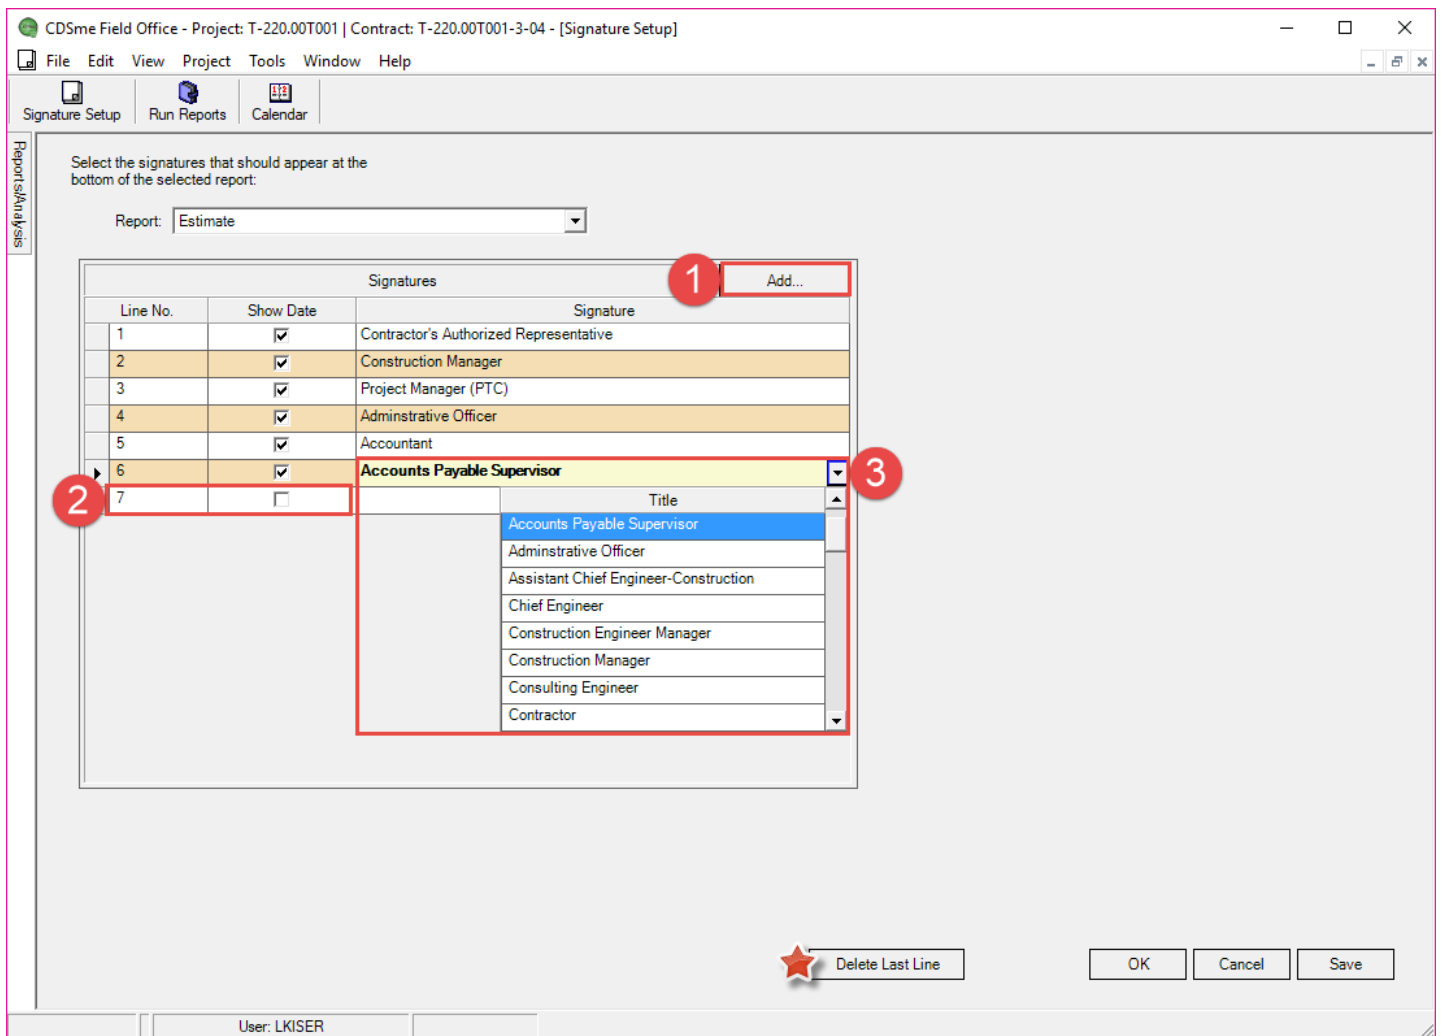 CDSme Field Office - Project: T-220.00T001 | Contract: T-220.00T001-3-04 - [Signature Setup]
File Edit View Project Tools Window Help
Signature Setup Run Reports Calendar
Reports/Analysis
Select the signatures that should appear at the
bottom of the selected report:
Report: Estimate
Signatures 1 Add...
Line No. Show Date Signature
1 Contractor's Authorized Representative
2 Construction Manager
3 Project Manager (PTC)
4 Adminstrative Officer
5 Accountant
6 Accounts Payable Supervisor 3
2 7 Title
Accounts Payable Supervisor
Adminstrative Officer
Assistant Chief Engineer-Construction
Chief Engineer
Construction Engineer Manager
Construction Manager
Consulting Engineer
Contractor
Delete Last Line OK Cancel Save
User: LKISER